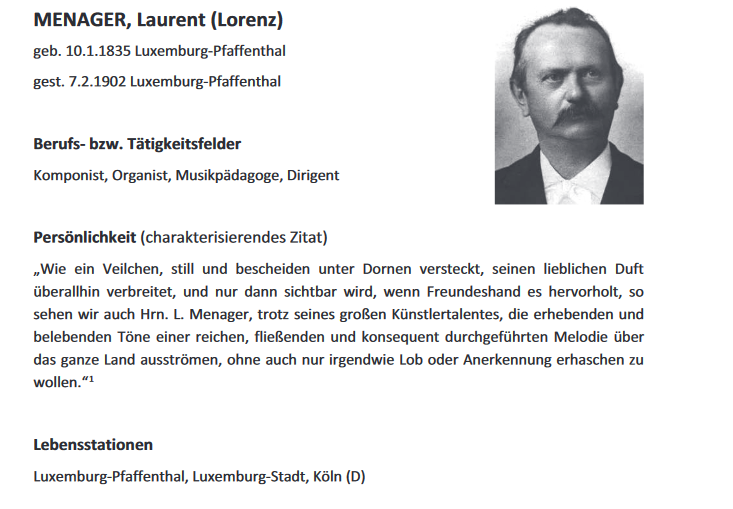 MENAGER, Laurent (Lorenz)
geb. 10.1.1835 Luxemburg-Pfaffenthal
gest. 7.2.1902 Luxemburg-Pfaffenthal
Berufs- bzw. Tätigkeitsfelder
Komponist, Organist, Musikpädagoge, Dirigent
Persönlichkeit (charakterisierendes Zitat)
„Wie ein Veilchen, still und bescheiden unter Dornen versteckt, seinen lieblichen Duft
überallhin verbreitet, und nur dann sichtbar wird, wenn Freundeshand es hervorholt, so
sehen wir auch Hrn. L. Menager, trotz seines großen Künstlertalentes, die erhebenden und
belebenden Töne einer reichen, fließenden und konsequent durchgeführten Melodie über
das ganze Land ausströmen, ohne auch nur irgendwie Lob oder Anerkennung erhaschen zu
wollen.“¹
Lebensstationen
Luxemburg-Pfaffenthal, Luxemburg-Stadt, Köln (D)